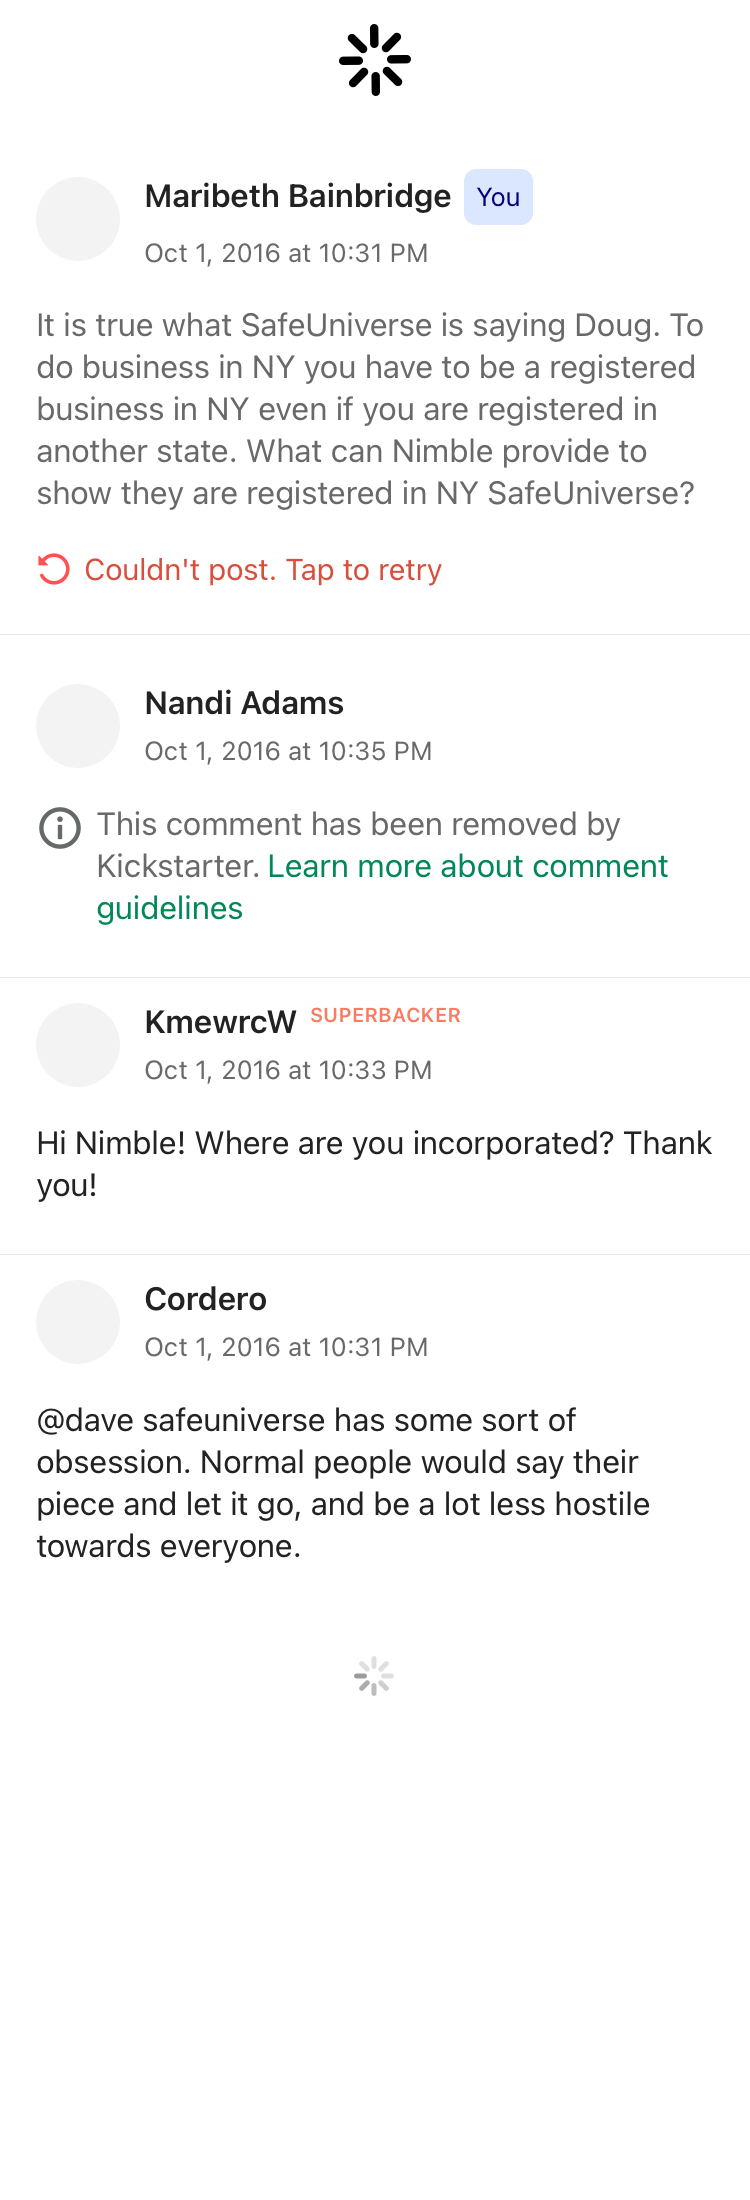 Maribeth Bainbridge You
Oct 1, 2016 at 10:31 PM
It is true what SafeUniverse is saying Doug. To
do business in NY you have to be a registered
business in NY even if you are registered in
another state. What can Nimble provide to
show they are registered in NY SafeUniverse?
Couldn't post. Tap to retry
Nandi Adams
Oct 1, 2016 at 10:35 PM
This comment has been removed by
Kickstarter. Learn more about comment
guidelines
KmewrcW SUPERBACKER
Oct 1, 2016 at 10:33 PM
Hi Nimble! Where are you incorporated? Thank
you!
Cordero
Oct 1, 2016 at 10:31 PM
@dave safeuniverse has some sort of
obsession. Normal people would say their
piece and let it go, and be a lot less hostile
towards everyone.